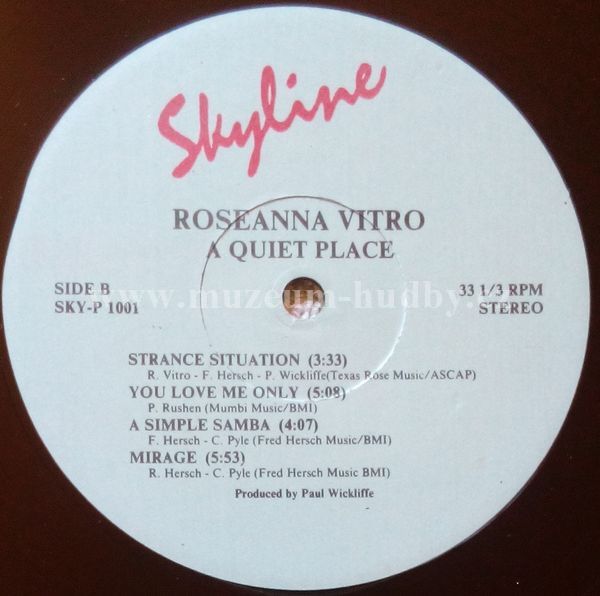 Skyline
ROSEANNA VITRO
A QUIET PLACE
SIDE B
SKY-P 1001
33 1/3 RPM
STEREO
www.muzeum-hudby.
STRANCE SITUATION (3:33)
R. Vitro - F. Hersch - P. Wickliffe(Texas Rose Music/ASCAP)
YOU LOVE ME ONLY (5:08)
P. Rushen (Mumbi Music/BMI)
A SIMPLE SAMBA (4:07)
F. Hersch - C. Pyle (Fred Hersch Music/BMI)
MIRAGE (5:53)
R. Hersch - C. Pyle (Fred Hersch Music BMI)
Produced by Paul Wickliffe